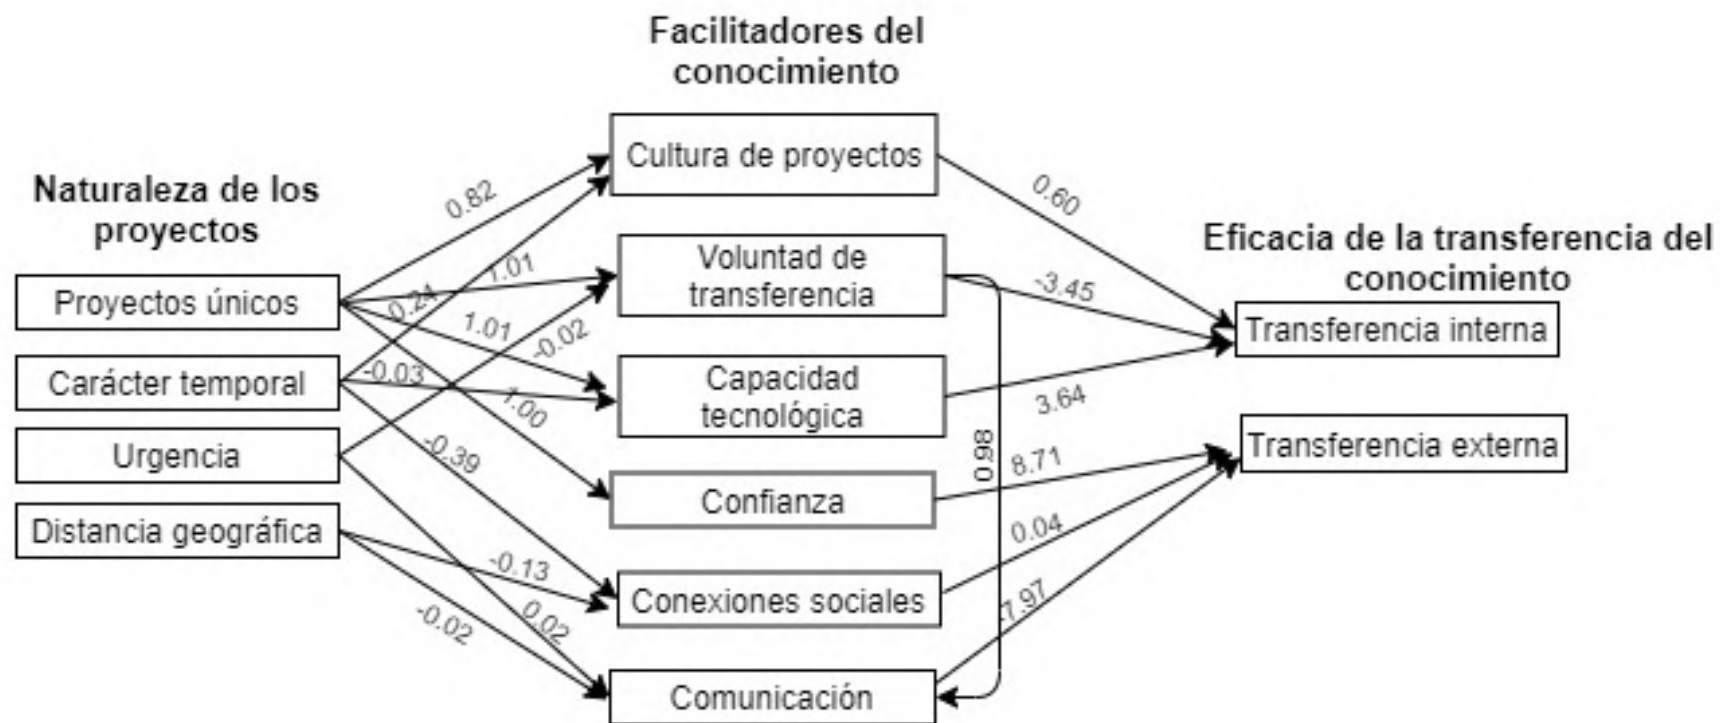 Facilitadores del
conocimiento
Naturaleza de los
proyectos
Eficacia de la transferencia del
conocimiento
Proyectos únicos
Carácter temporal
Urgencia
Distancia geográfica
Cultura de proyectos
Voluntad de
transferencia
Capacidad
tecnológica
Confianza
Conexiones sociales
Comunicación
Transferencia interna
Transferencia externa
0.82
1.01
0.24
1.01
-0.02
-0.03
1.00
-0.39
-0.13
-0.02
0.02
0.60
-3.45
3.64
0.98
8.71
0.04
-7.97